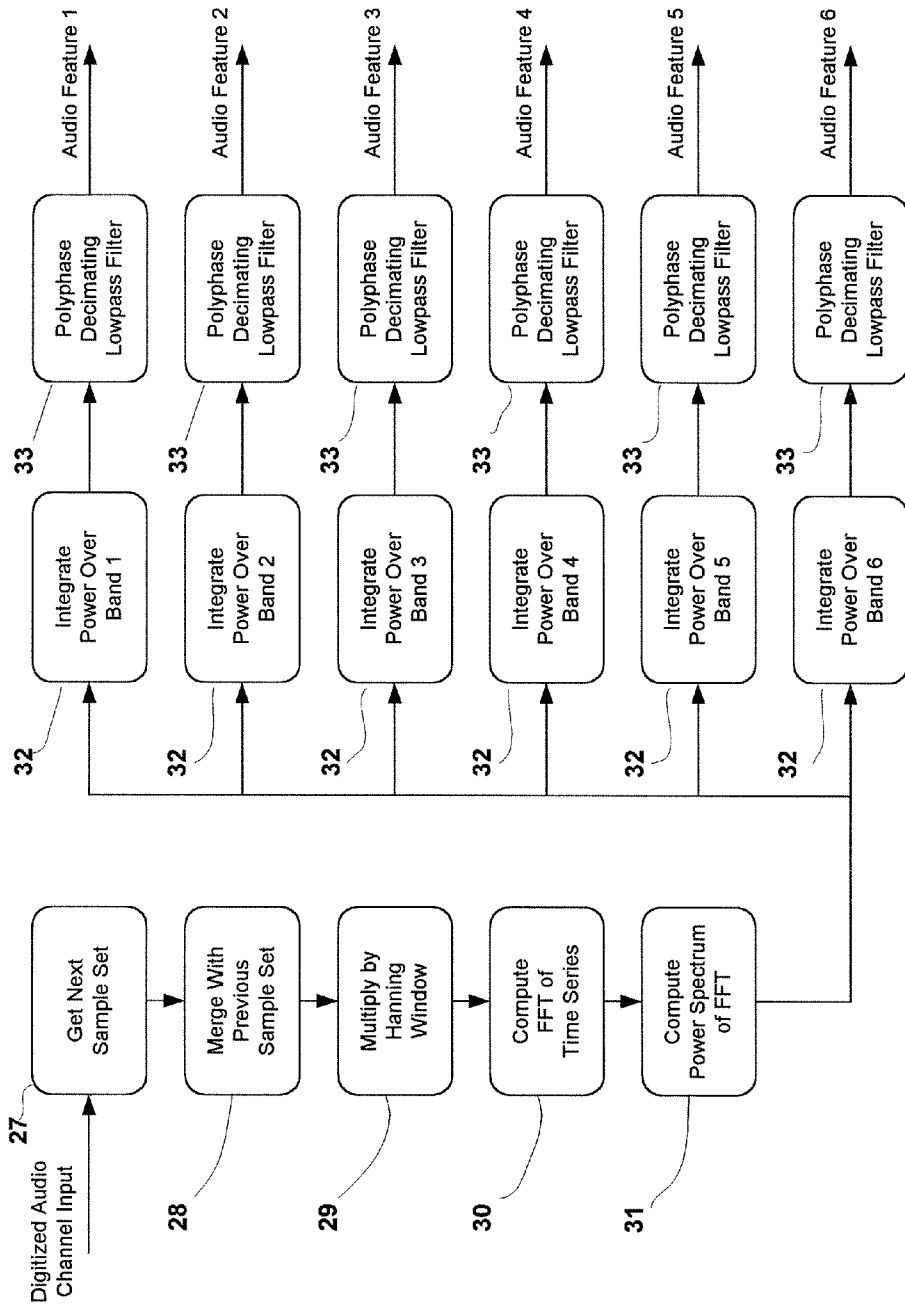 Digitized Audio
Channel Input
27
Get Next
Sample Set
28
Merge With
Previous
Sample Set
29
Multiply by
Hanning
Window
30
Compute
FFT of
Time Series
31
Compute
Power Spectrum
of FFT
32
Integrate
Power Over
Band 1
33
Polyphase
Decimating
Lowpass Filter
Audio Feature 1
32
Integrate
Power Over
Band 2
33
Polyphase
Decimating
Lowpass Filter
Audio Feature 2
32
Integrate
Power Over
Band 3
33
Polyphase
Decimating
Lowpass Filter
Audio Feature 3
32
Integrate
Power Over
Band 4
33
Polyphase
Decimating
Lowpass Filter
Audio Feature 4
32
Integrate
Power Over
Band 5
33
Polyphase
Decimating
Lowpass Filter
Audio Feature 5
32
Integrate
Power Over
Band 6
33
Polyphase
Decimating
Lowpass Filter
Audio Feature 6